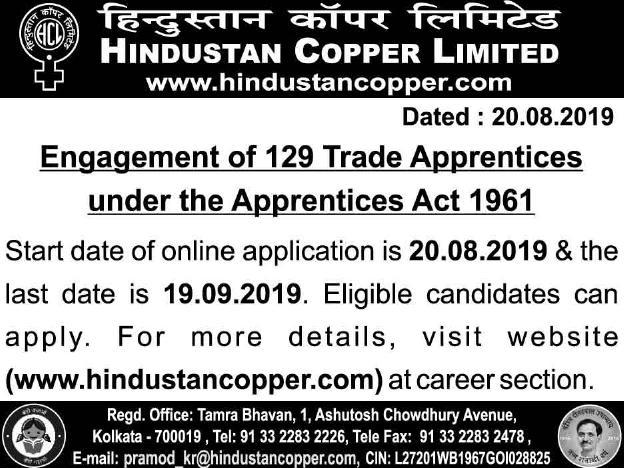 हिन्दुस्तान कॉपर लिमिटेड
HINDUSTAN COPPER LIMITED
www.hindustancopper.com
HCL
Dated : 20.08.2019
Engagement of 129 Trade Apprentices
under the Apprentices Act 1961
Start date of online application is 20.08.2019 & the
last date is 19.09.2019. Eligible candidates can
apply. For more details, visit website
(www.hindustancopper.com) at career section.
Regd. Office: Tamra Bhavan, 1, Ashutosh Chowdhury Avenue,
Kolkata - 700019 , Tel: 91 33 2283 2226, Tele Fax: 91 33 2283 2478 ,
E-mail: pramod_kr@hindustancopper.com, CIN: L27201WB1967GOI028825